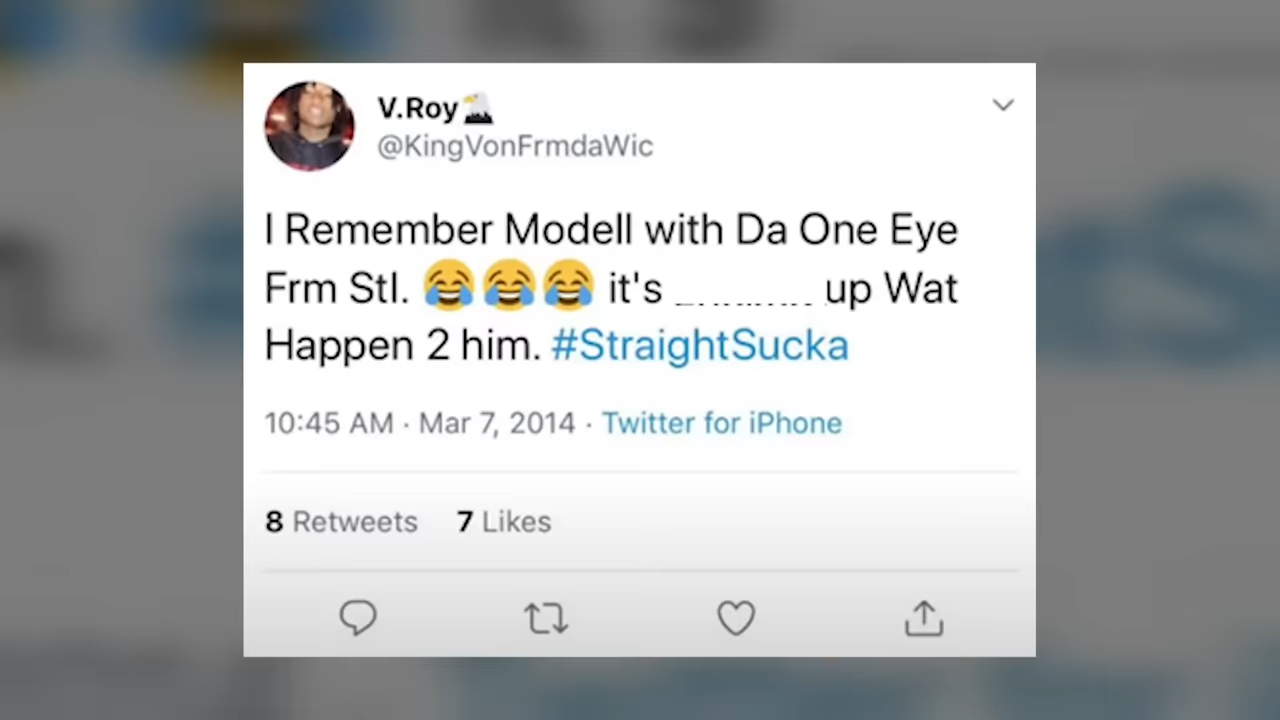 V.Roy🦅
@KingVonFrmdaWic
I Remember Modell with Da One Eye
Frm Stl. 😂😂😂 it's up Wat
Happen 2 him. #StraightSucka
10:45 AM · Mar 7, 2014 · Twitter for iPhone
8 Retweets 7 Likes